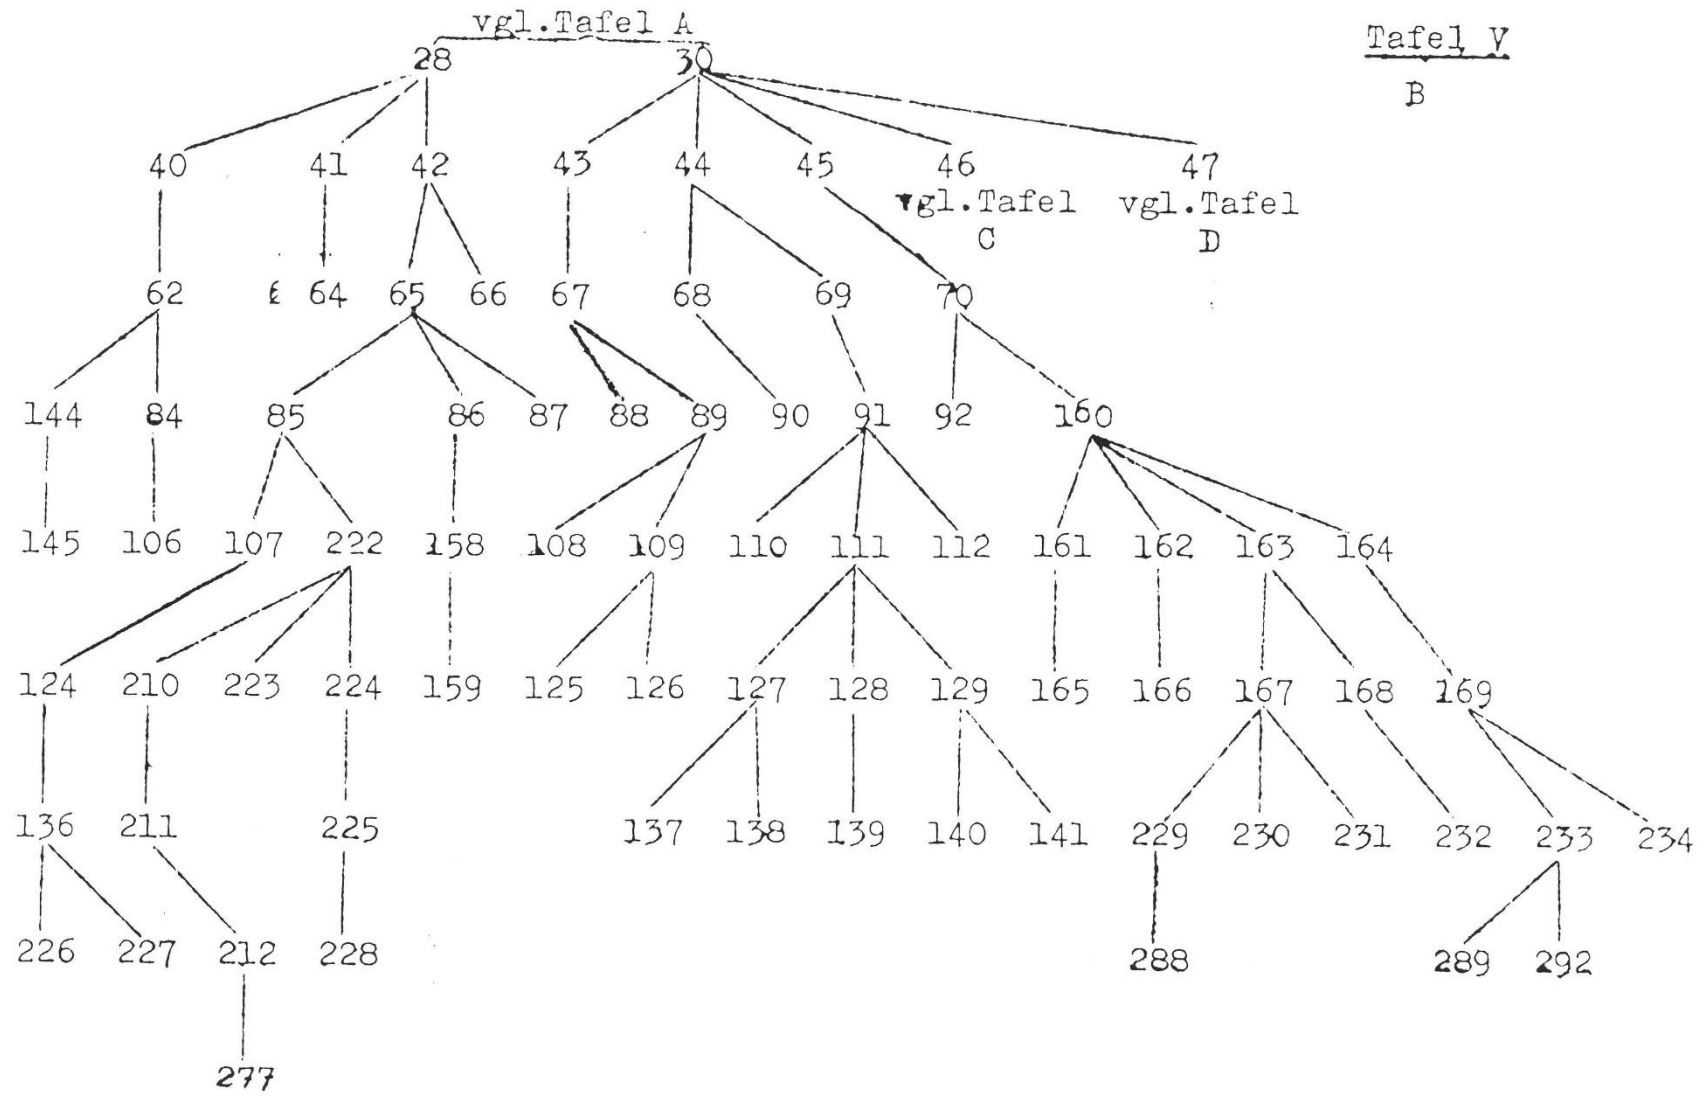 vgl.Tafel A
Tafel V
B
28 30
40 41 42 43 44 45 46 47
vgl.Tafel vgl.Tafel
C D
62 64 65 66 67 68 69 70
144 84 85 86 87 88 89 90 91 92 160
145 106 107 222 158 108 109 110 111 112 161 162 163 164
124 210 223 224 159 125 126 127 128 129 165 166 167 168 169
136 211 225 137 138 139 140 141 229 230 231 232 233 234
226 227 212 228 288 289 292
277